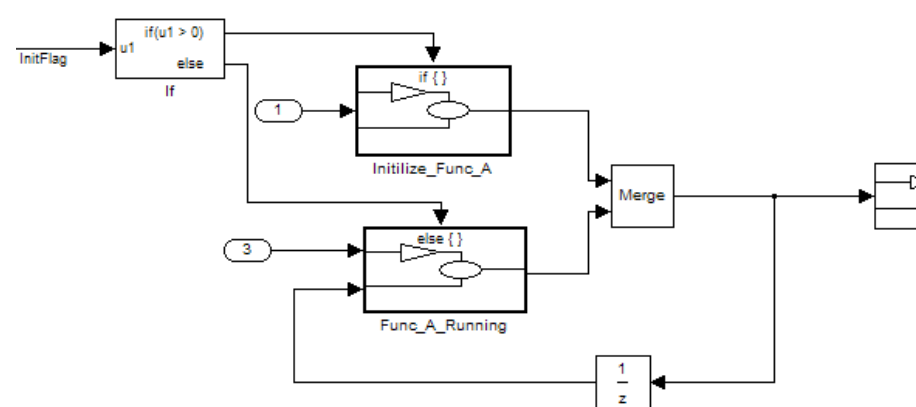 if(u1 > 0)
InitFlag
u1
else
If
if { }
1
Initilize_Func_A
Merge
else { }
3
Func_A_Running
1
z